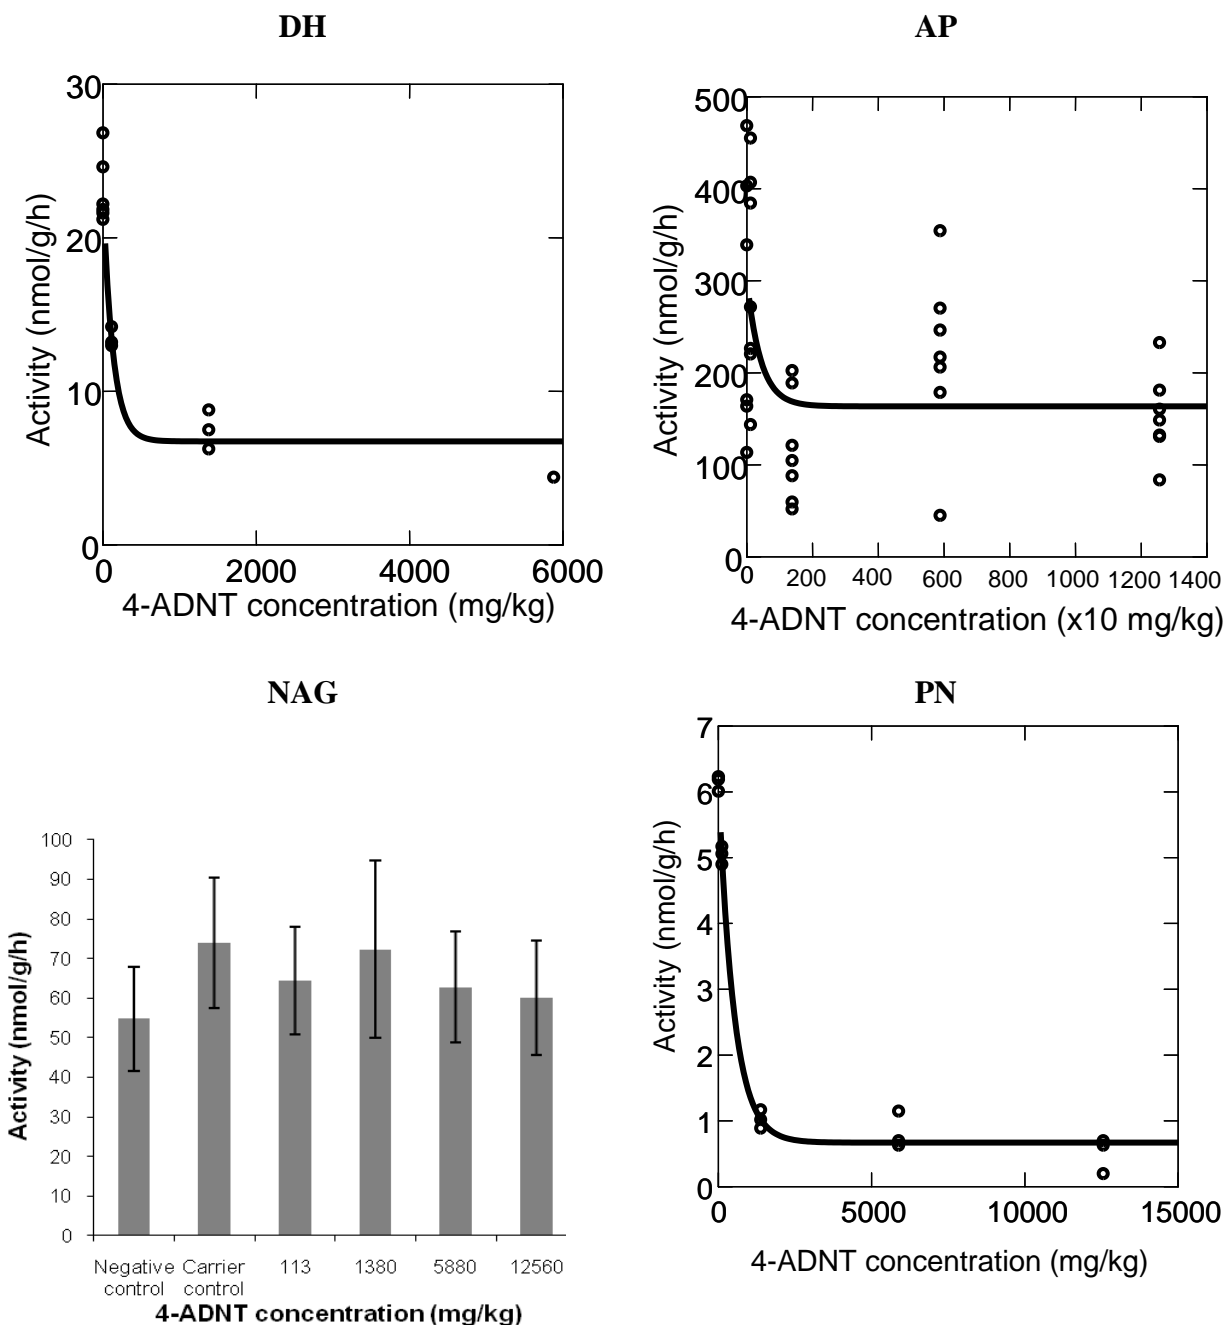 DH
30
20
10
0
0 2000 4000 6000
Activity (nmol/g/h)
4-ADNT concentration (mg/kg)
AP
500
400
300
200
100
0
0 200 400 600 800 1000 1200 1400
Activity (nmol/g/h)
4-ADNT concentration (x10 mg/kg)
NAG
100
90
80
70
60
50
40
30
20
10
0
Activity (nmol/g/h)
Negative Carrier 113 1380 5880 12560
control control
4-ADNT concentration (mg/kg)
PN
7
6
5
4
3
2
1
0
0 5000 10000 15000
Activity (nmol/g/h)
4-ADNT concentration (mg/kg)